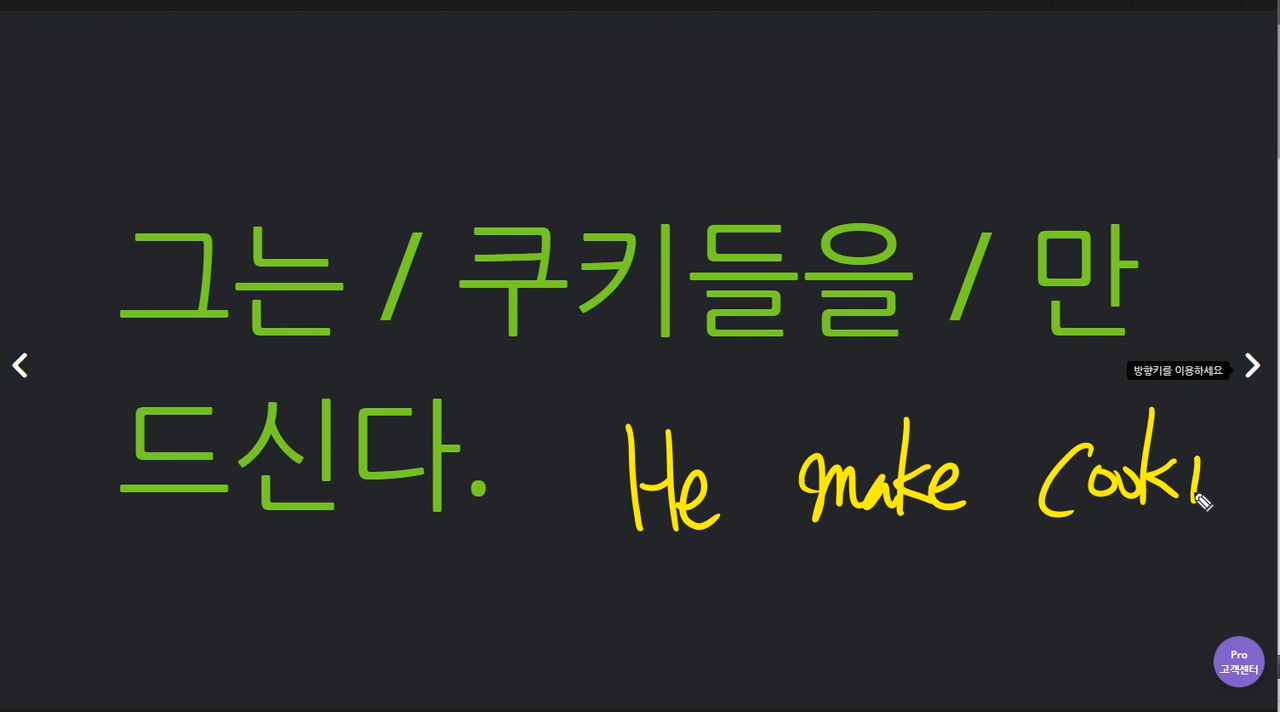 그는 / 쿠키들을 / 만
방향키를 이용하세요
드신다.
He make cooki
Pro
고객센터